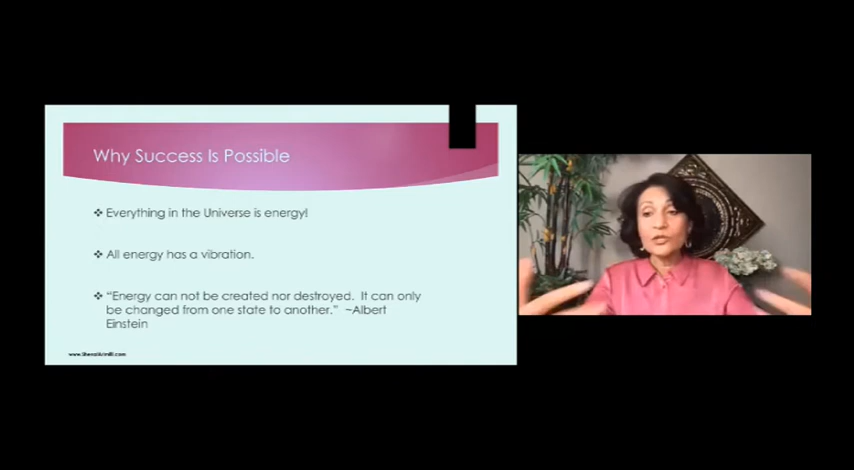 Why Success Is Possible
❖ Everything in the Universe is energy!
❖ All energy has a vibration.
❖ “Energy can not be created nor destroyed. It can only
be changed from one state to another.” ~Albert
Einstein